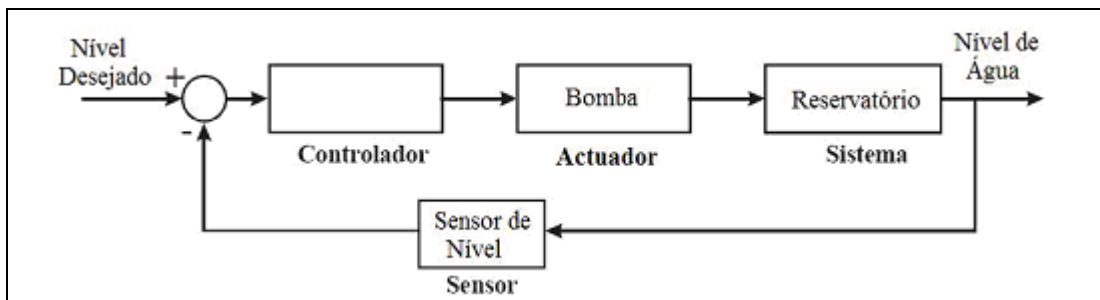 Nível
Desejado
+
-
Controlador
Bomba
Actuador
Reservatório
Sistema
Nível de
Água
Sensor de
Nível
Sensor